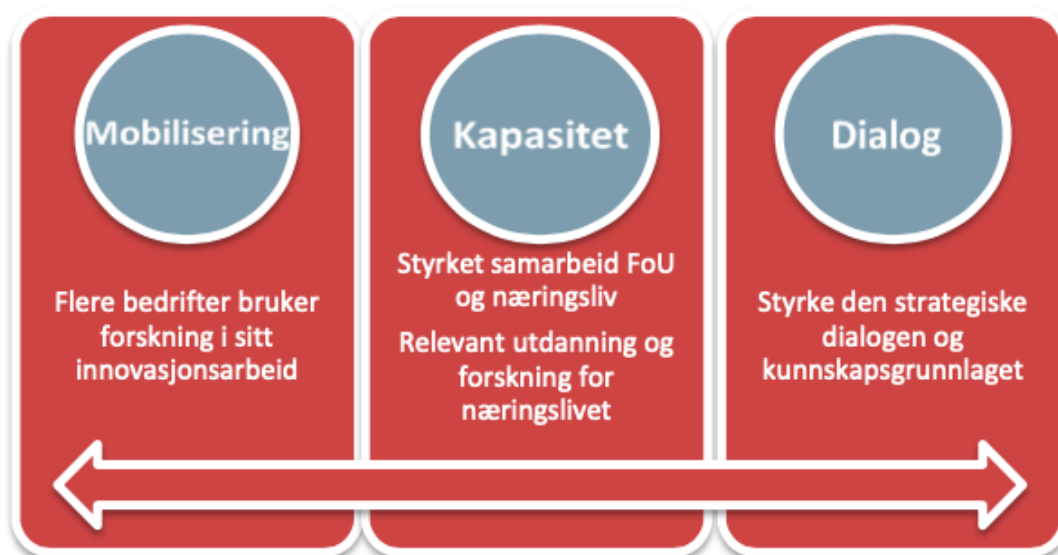 Mobilisering
Flere bedrifter bruker
forskning i sitt
innovasjonsarbeid
Kapasitet
Styrket samarbeid FoU
og næringsliv
Relevant utdanning og
forskning for
næringslivet
Dialog
Styrke den strategiske
dialogen og
kunnskapsgrunnlaget